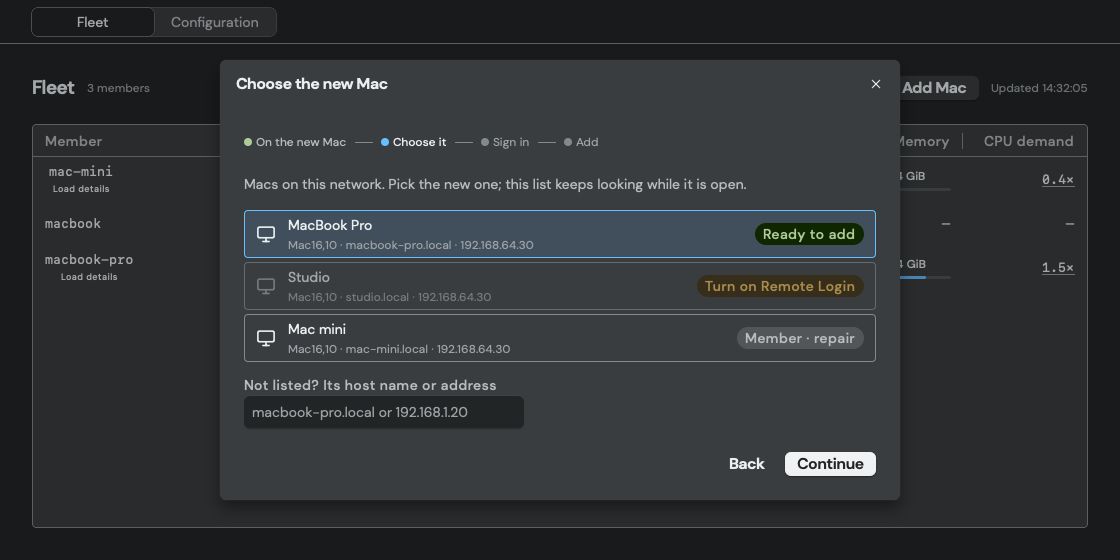 Fleet
Configuration
Fleet
3 members
Add Mac
Updated 14:32:05
Member
Memory
CPU demand
mac-mini
Load details
GiB
0.4×
macbook
—
—
macbook-pro
Load details
GiB
1.5×
Choose the new Mac
On the new Mac
Choose it
Sign in
Add
Macs on this network. Pick the new one; this list keeps looking while it is open.
MacBook Pro
Mac16,10 · macbook-pro.local · 192.168.64.30
Ready to add
Studio
Mac16,10 · studio.local · 192.168.64.30
Turn on Remote Login
Mac mini
Mac16,10 · mac-mini.local · 192.168.64.30
Member · repair
Not listed? Its host name or address
macbook-pro.local or 192.168.1.20
Back
Continue